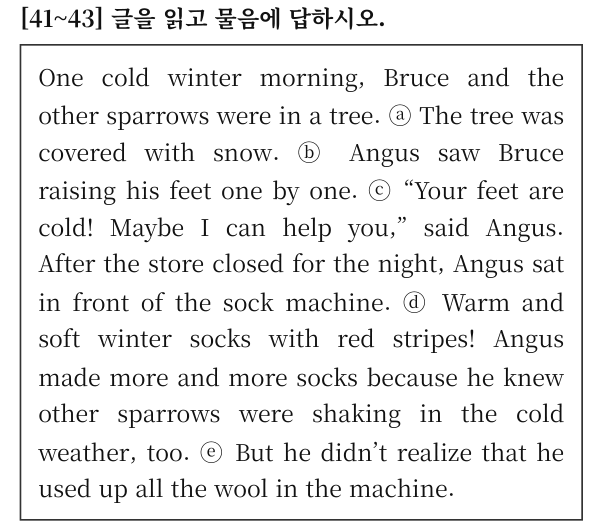 [41~43] 글을 읽고 물음에 답하시오.
One cold winter morning, Bruce and the
other sparrows were in a tree. ⓐ The tree was
covered with snow. ⓑ Angus saw Bruce
raising his feet one by one. ⓒ “Your feet are
cold! Maybe I can help you,” said Angus.
After the store closed for the night, Angus sat
in front of the sock machine. ⓓ Warm and
soft winter socks with red stripes! Angus
made more and more socks because he knew
other sparrows were shaking in the cold
weather, too. ⓔ But he didn’t realize that he
used up all the wool in the machine.